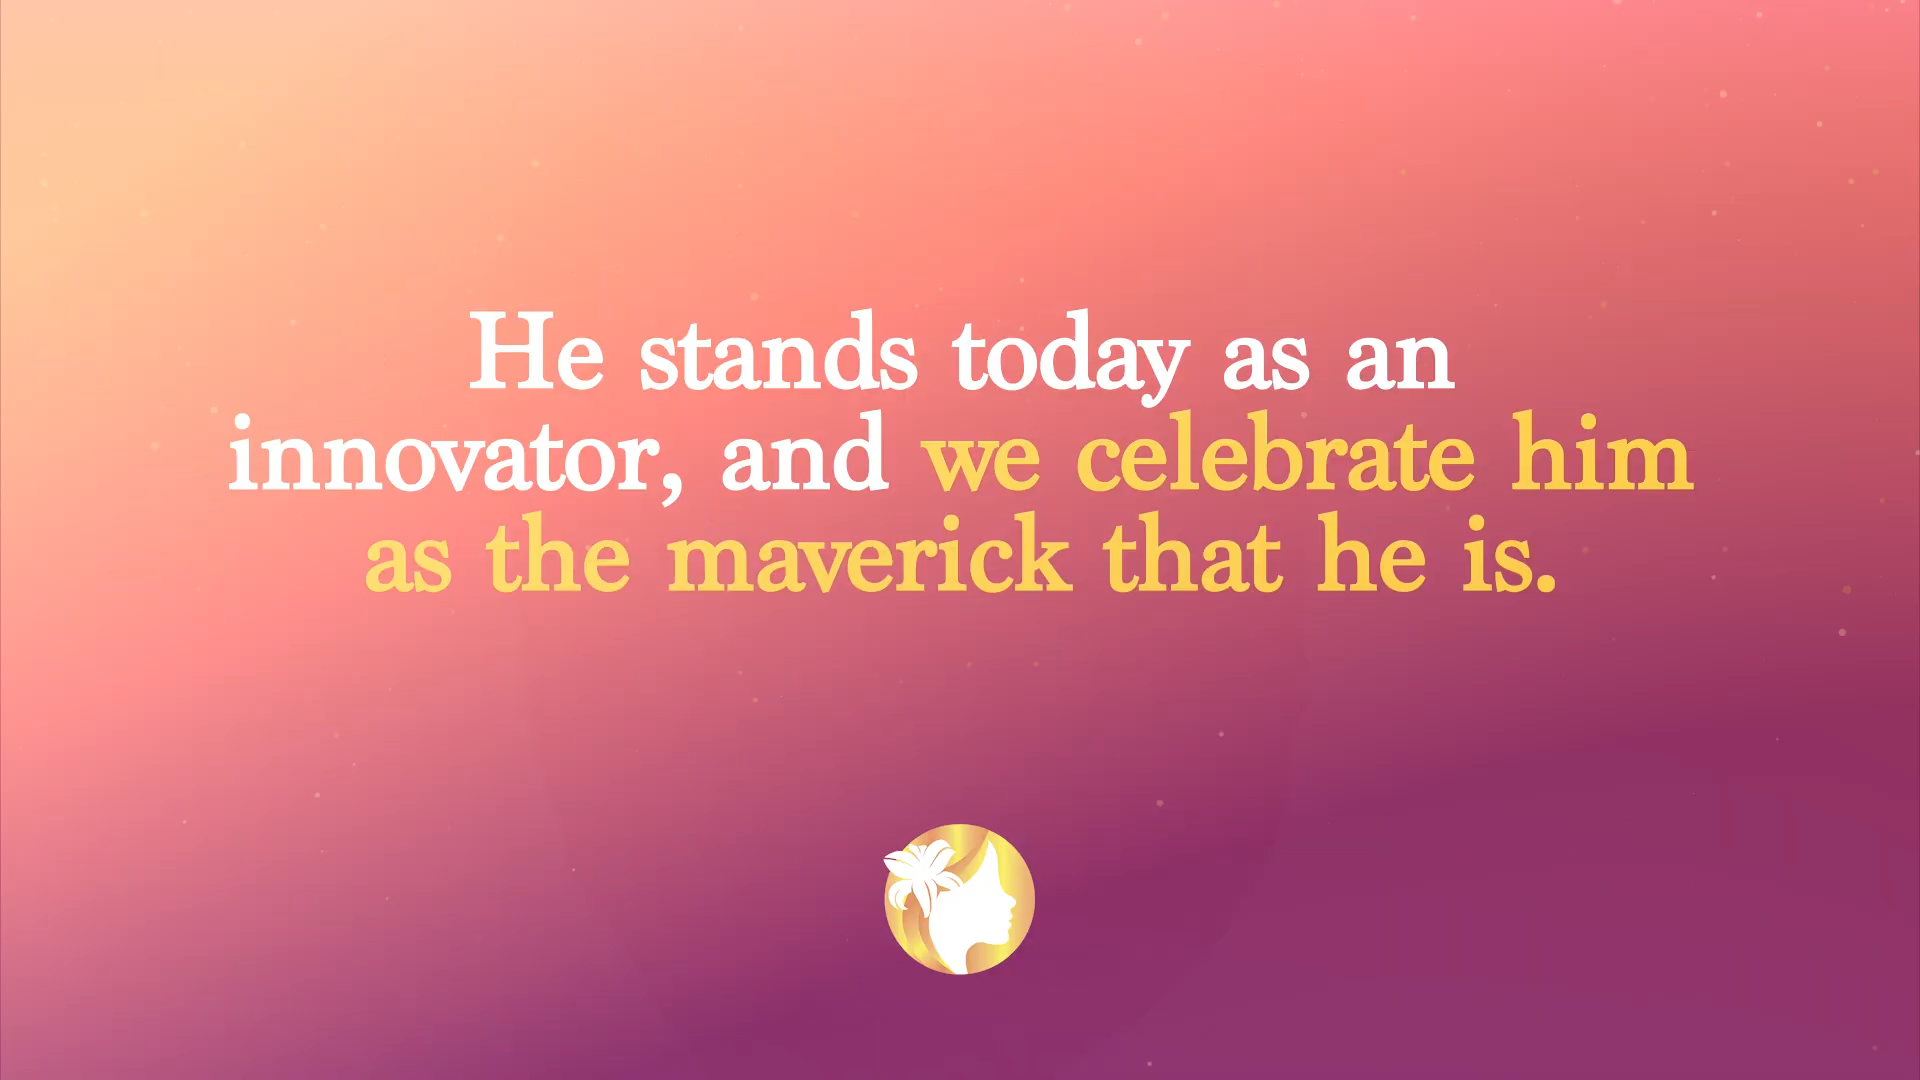 He stands today as an
innovator, and we celebrate him
as the maverick that he is.